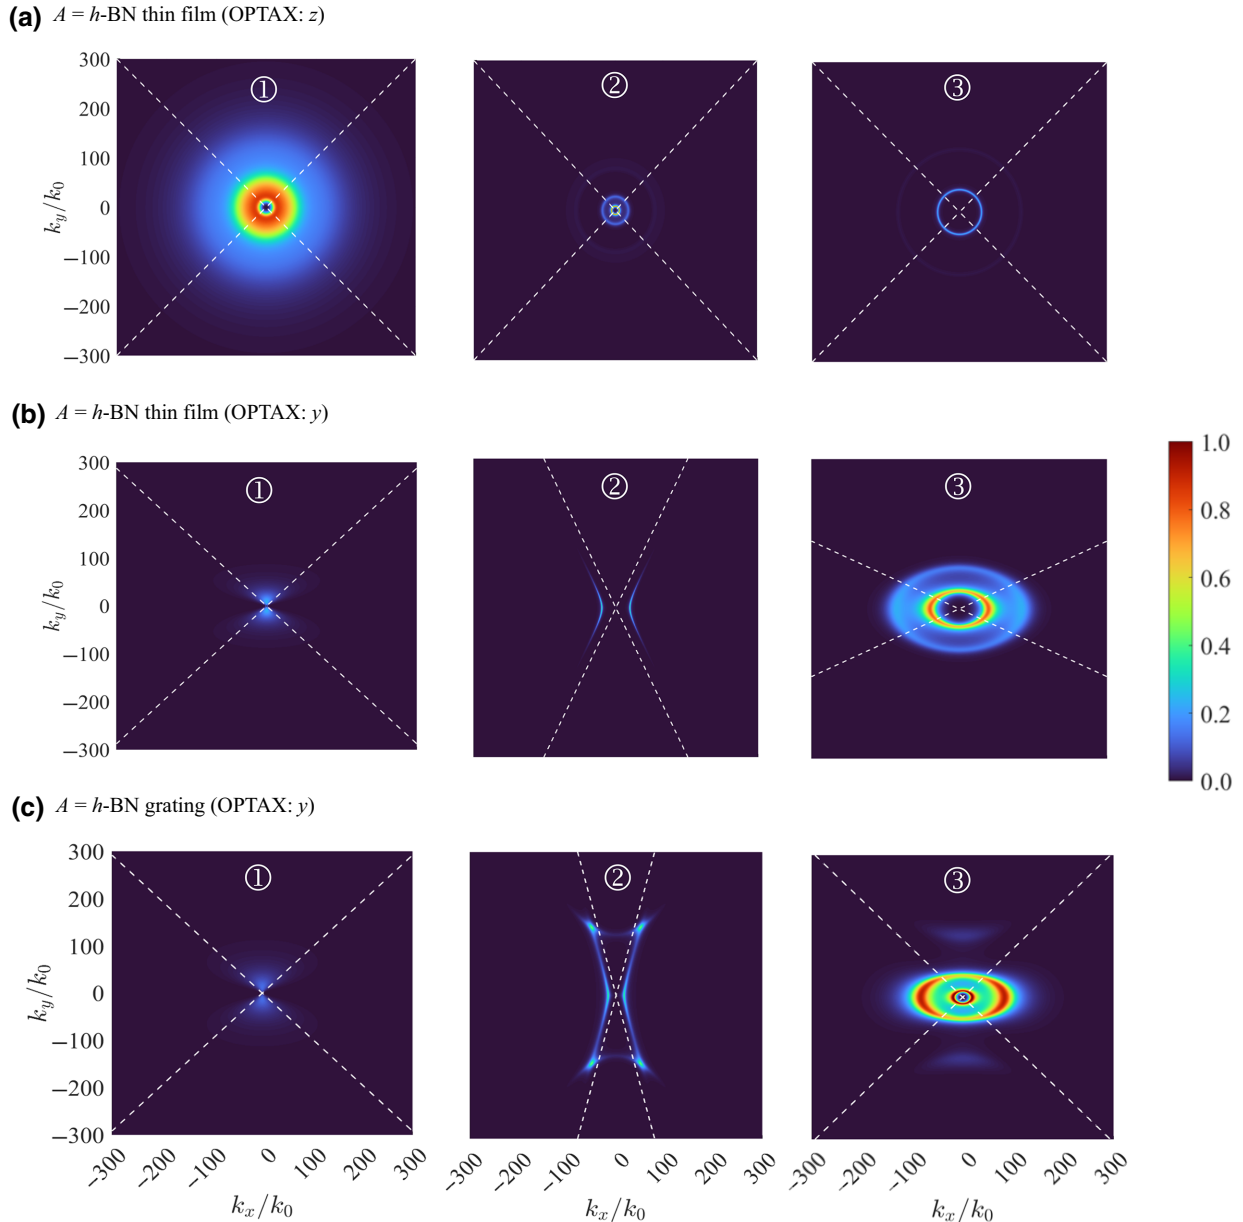 (a) A = h-BN thin film (OPTAX: z)
① ② ③
300
200
100
0
−100
−200
−300
k_y/k_0
(b) A = h-BN thin film (OPTAX: y)
① ② ③
300
200
100
0
−100
−200
−300
k_y/k_0
1.0
0.8
0.6
0.4
0.2
0.0
(c) A = h-BN grating (OPTAX: y)
① ② ③
300
200
100
0
−100
−200
−300
k_y/k_0
−300 −200 −100 0 100 200 300
−300 −200 −100 0 100 200 300
−300 −200 −100 0 100 200 300
k_x/k_0 k_x/k_0 k_x/k_0